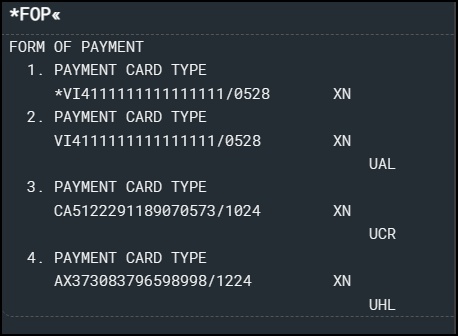 *FOP«
FORM OF PAYMENT
1. PAYMENT CARD TYPE
*VI4111111111111111/0528 XN
2. PAYMENT CARD TYPE
VI4111111111111111/0528 XN
UAL
3. PAYMENT CARD TYPE
CA5122291189070573/1024 XN
UCR
4. PAYMENT CARD TYPE
AX373083796598998/1224 XN
UHL